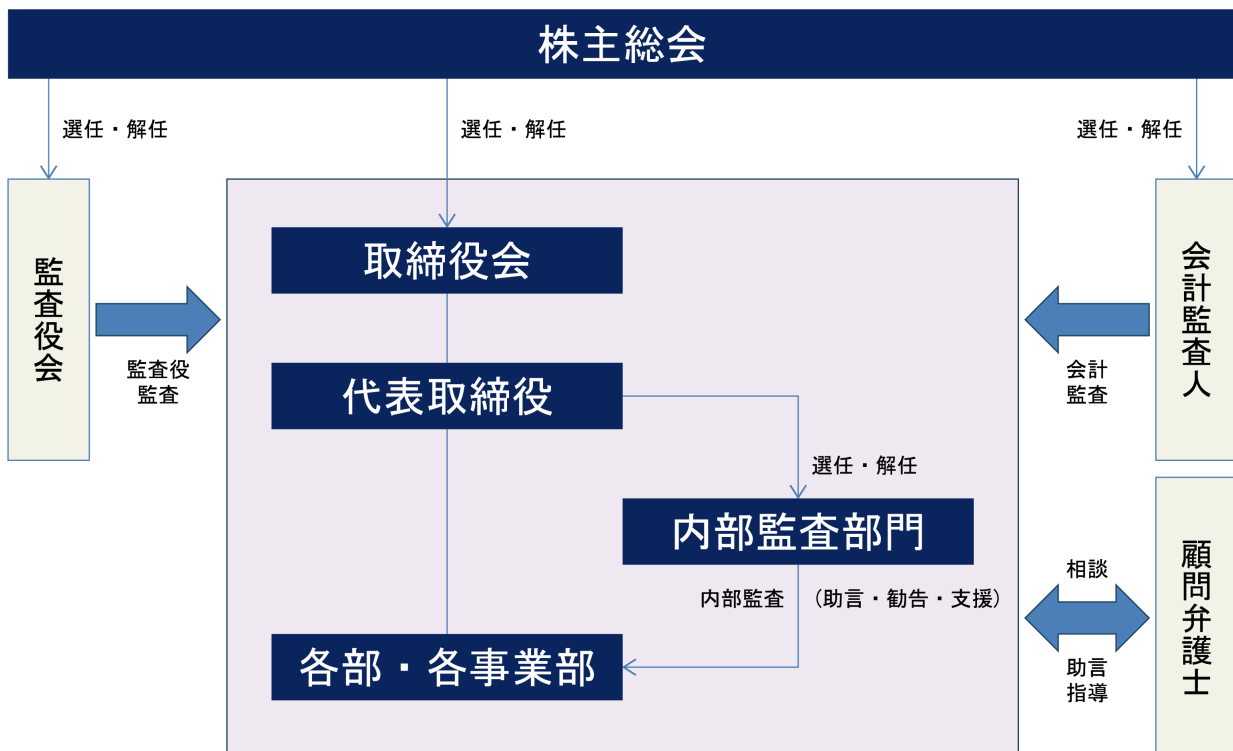 株主総会
選任・解任
選任・解任
選任・解任
監査役会
取締役会
会計監査人
監査役
監査
代表取締役
会計
監査
選任・解任
内部監査部門
顧問弁護士
相談
内部監査
(助言・勧告・支援)
各部・各事業部
助言
指導